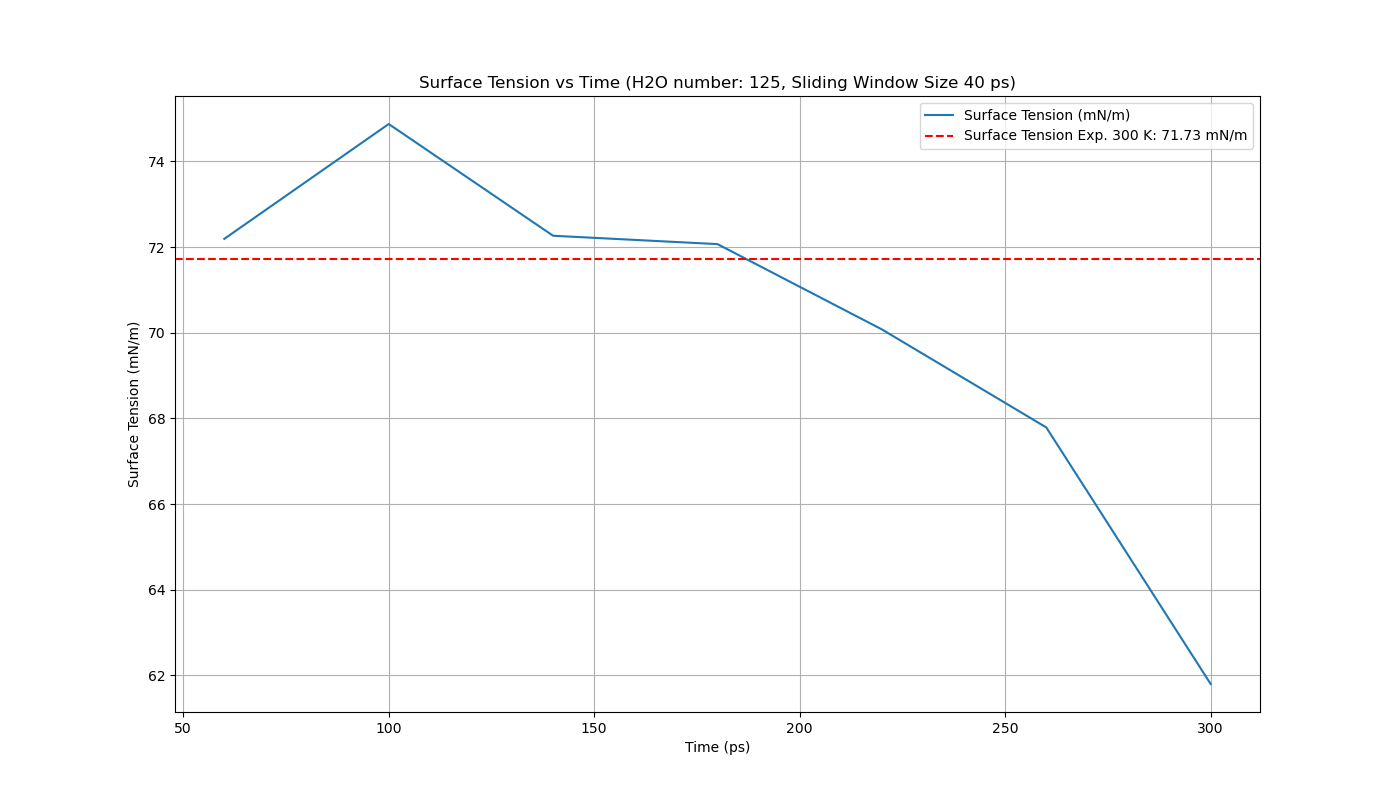 Surface Tension vs Time (H2O number: 125, Sliding Window Size 40 ps)
Surface Tension (mN/m)
Surface Tension Exp. 300 K: 71.73 mN/m
Surface Tension (mN/m)
74
72
70
68
66
64
62
50
100
150
200
250
300
Time (ps)